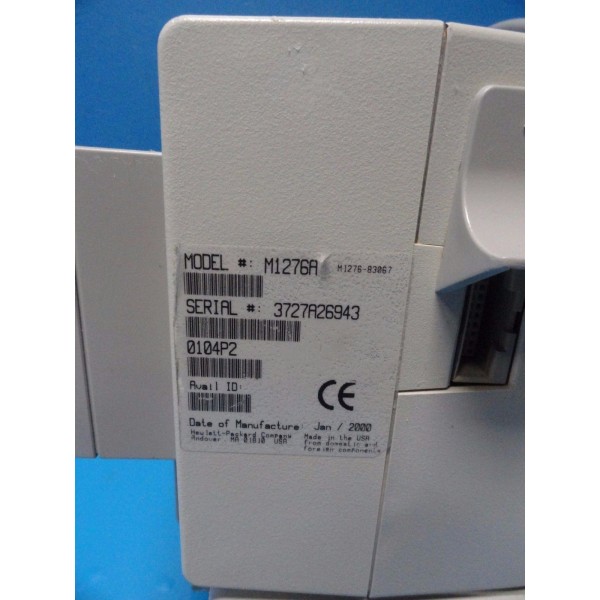 MODEL #: M1276A M1276-83067
SERIAL #: 3727A26943
0104P2
Avail ID:
CE
Date of Manufacture Jan / 2000
Hewlett-Packard Company Made in the USA
Andover, MA 01810 USA from domestic and
foreign components